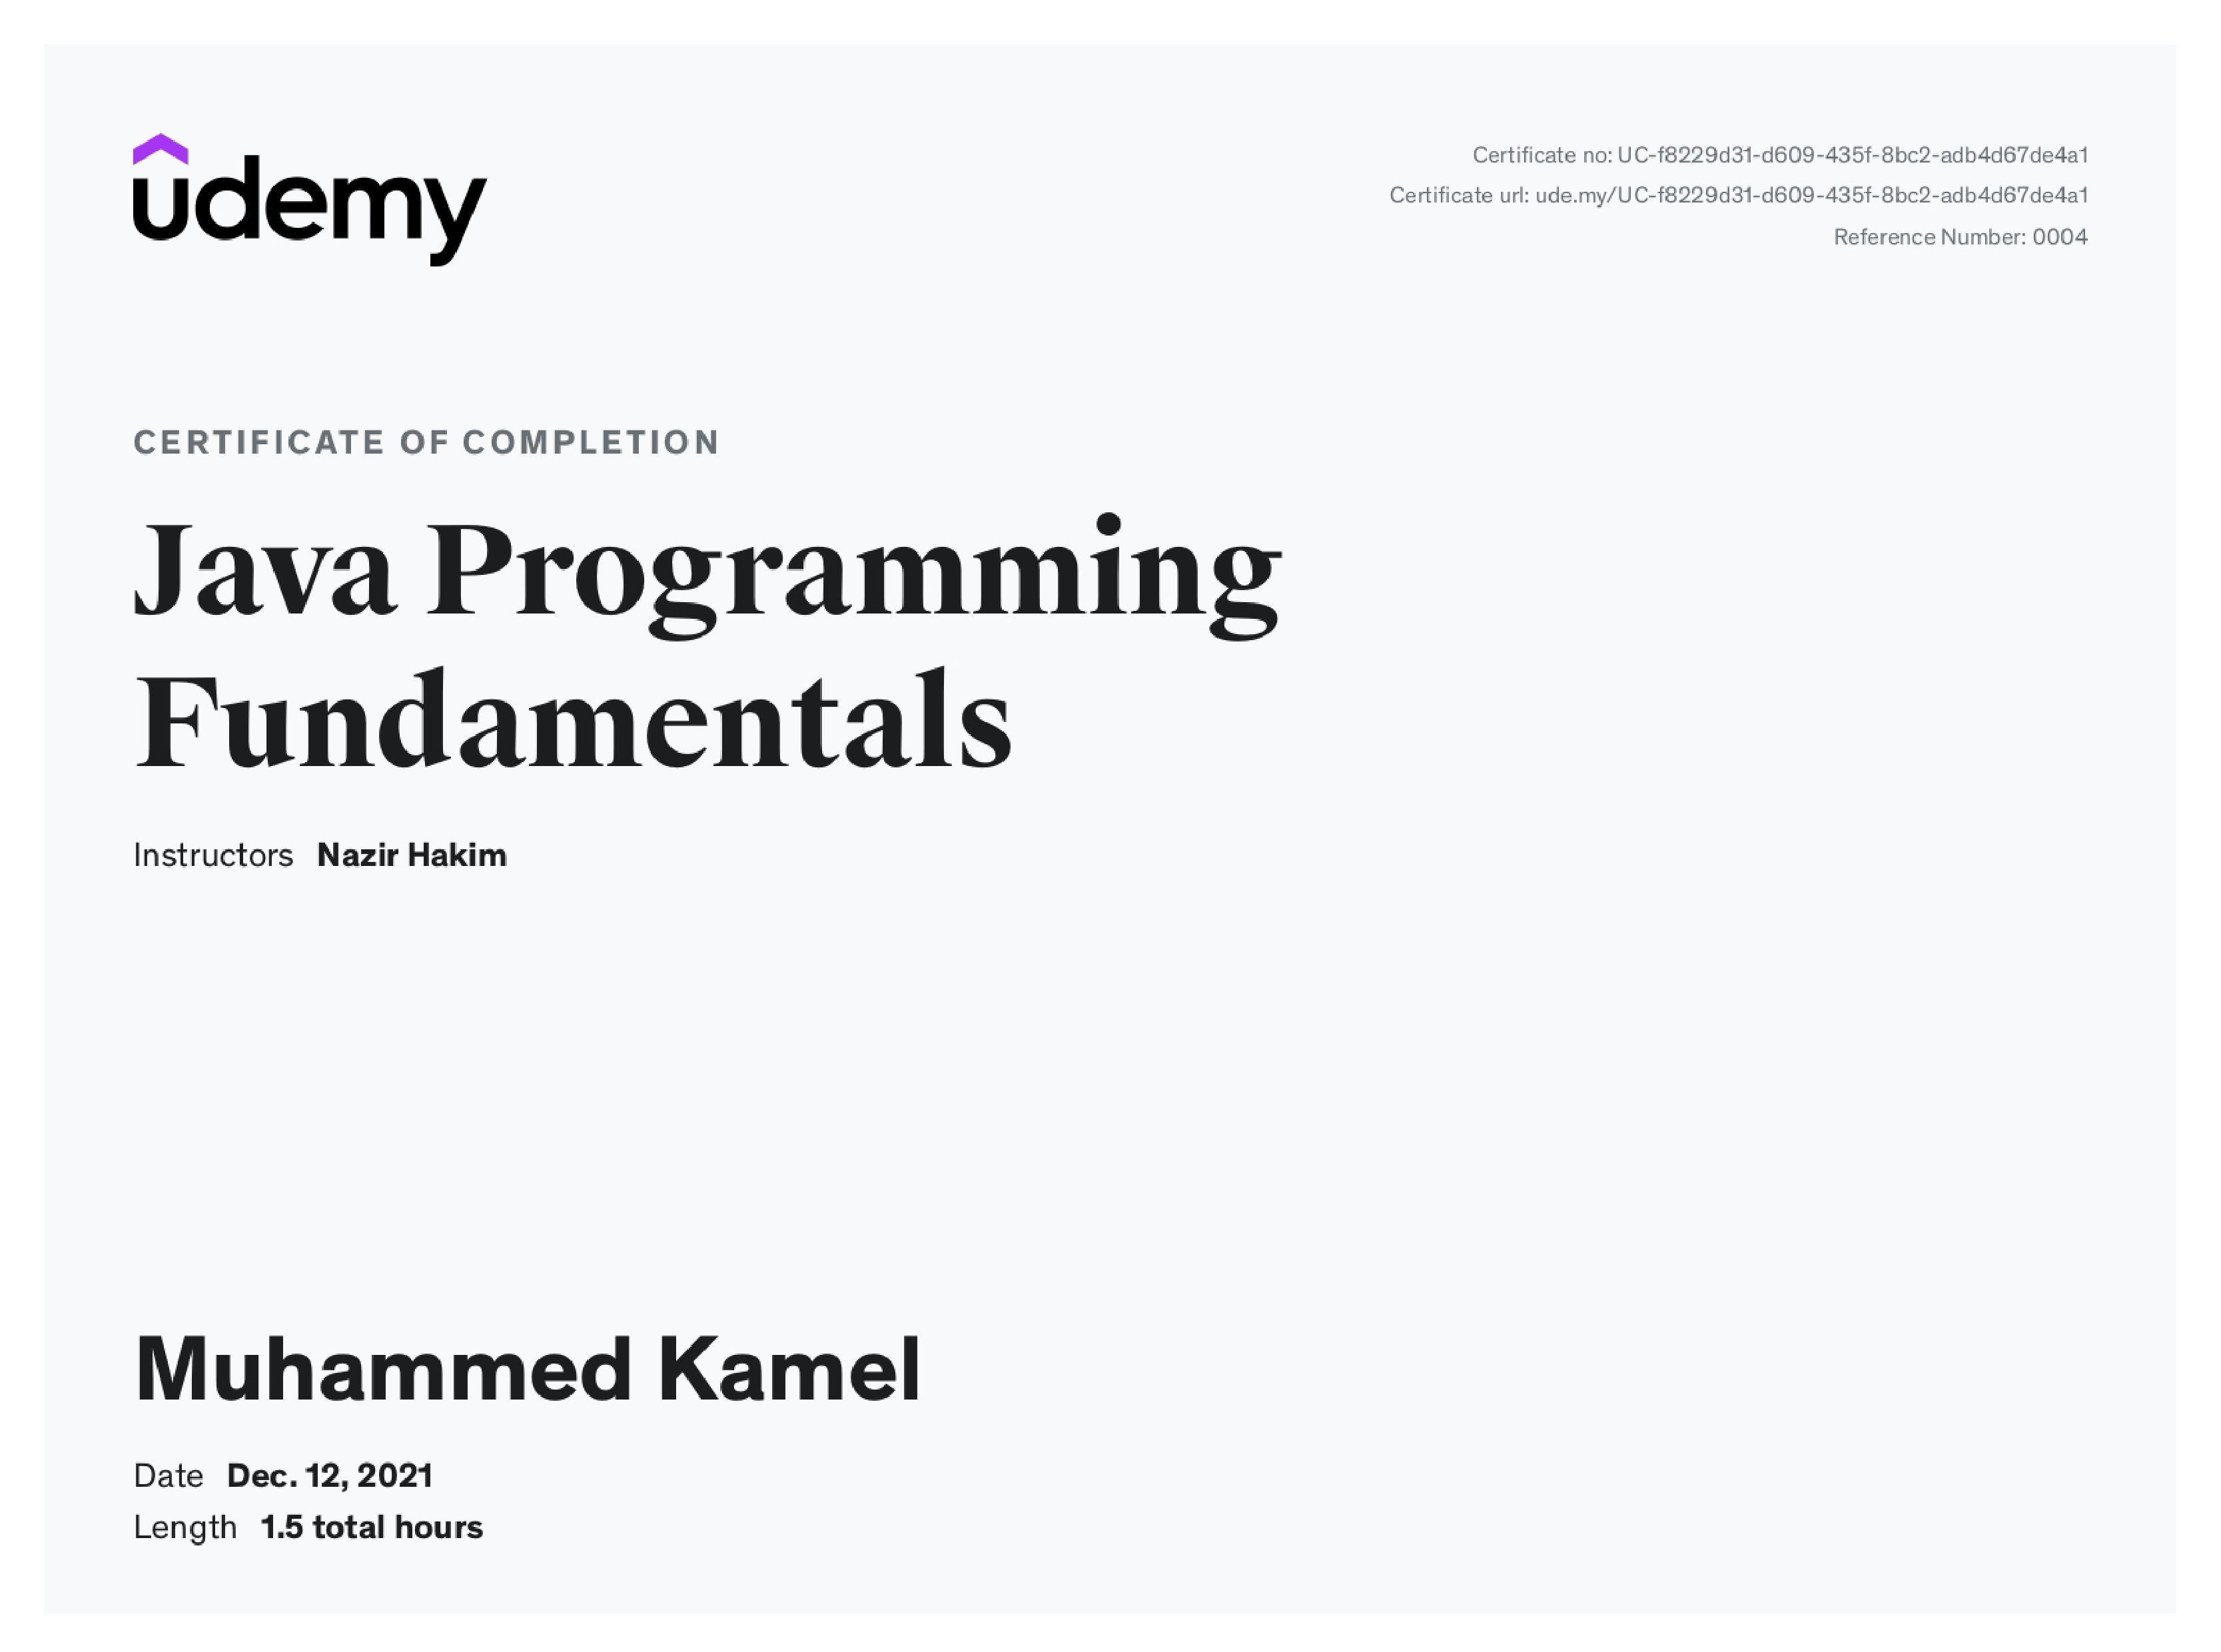 udemy
Certificate no: UC-f8229d31-d609-435f-8bc2-adb4d67de4a1
Certificate url: ude.my/UC-f8229d31-d609-435f-8bc2-adb4d67de4a1
Reference Number: 0004
CERTIFICATE OF COMPLETION
Java Programming
Fundamentals
Instructors Nazir Hakim
Muhammed Kamel
Date Dec. 12, 2021
Length 1.5 total hours